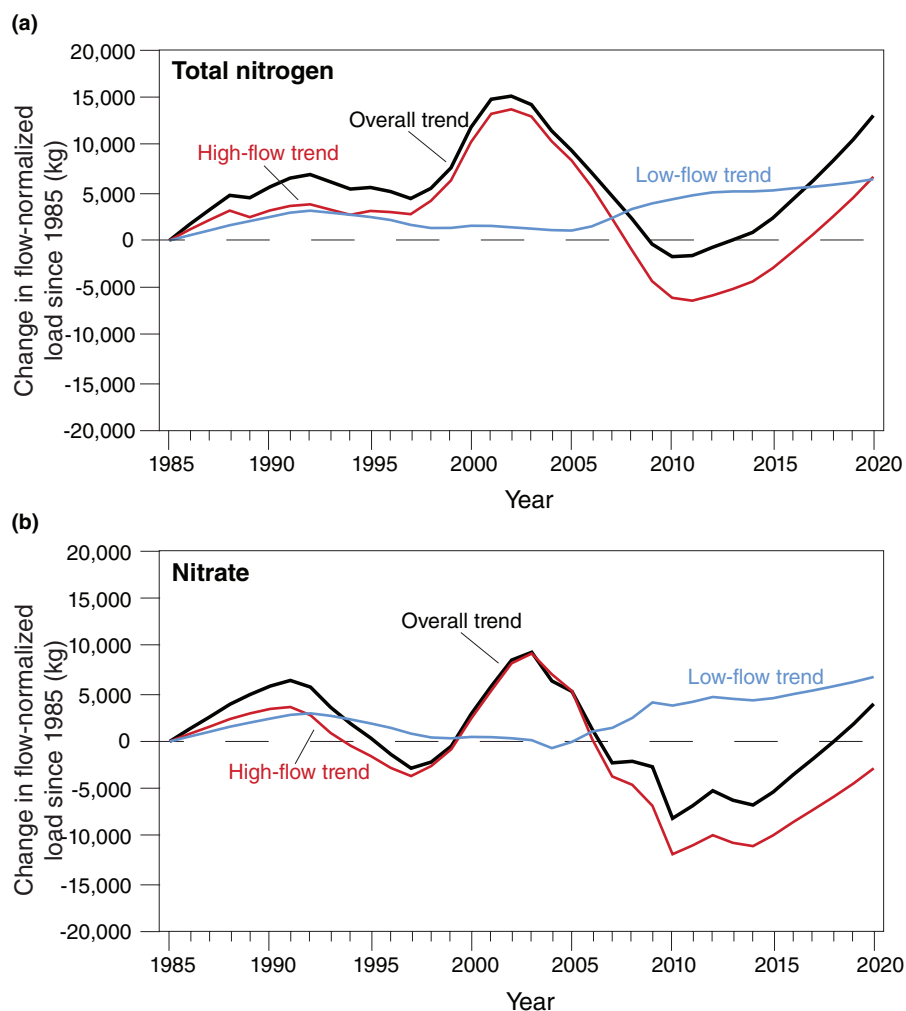 (a)
20,000
Total nitrogen
15,000
Overall trend
10,000
High-flow trend
Low-flow trend
5,000
0
-5,000
-10,000
-15,000
-20,000
Change in flow-normalized
load since 1985 (kg)
1985 1990 1995 2000 2005 2010 2015 2020
Year
(b)
20,000
Nitrate
15,000
Overall trend
10,000
Low-flow trend
5,000
0
High-flow trend
-5,000
-10,000
-15,000
-20,000
Change in flow-normalized
load since 1985 (kg)
1985 1990 1995 2000 2005 2010 2015 2020
Year